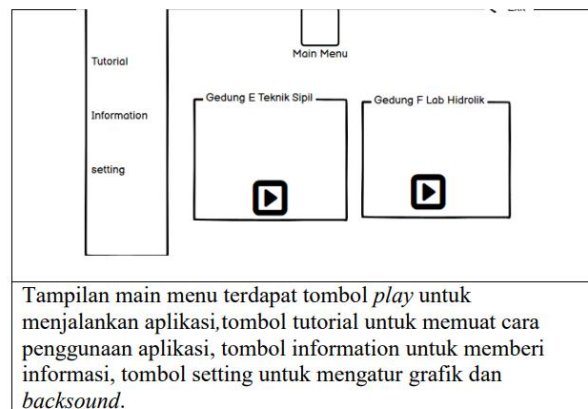 Main Menu
Tutorial
Gedung E Teknik Sipil
Gedung F Lab Hidrolik
Information
setting
Tampilan main menu terdapat tombol play untuk
menjalankan aplikasi,tombol tutorial untuk memuat cara
penggunaan aplikasi, tombol information untuk memberi
informasi, tombol setting untuk mengatur grafik dan
backsound.